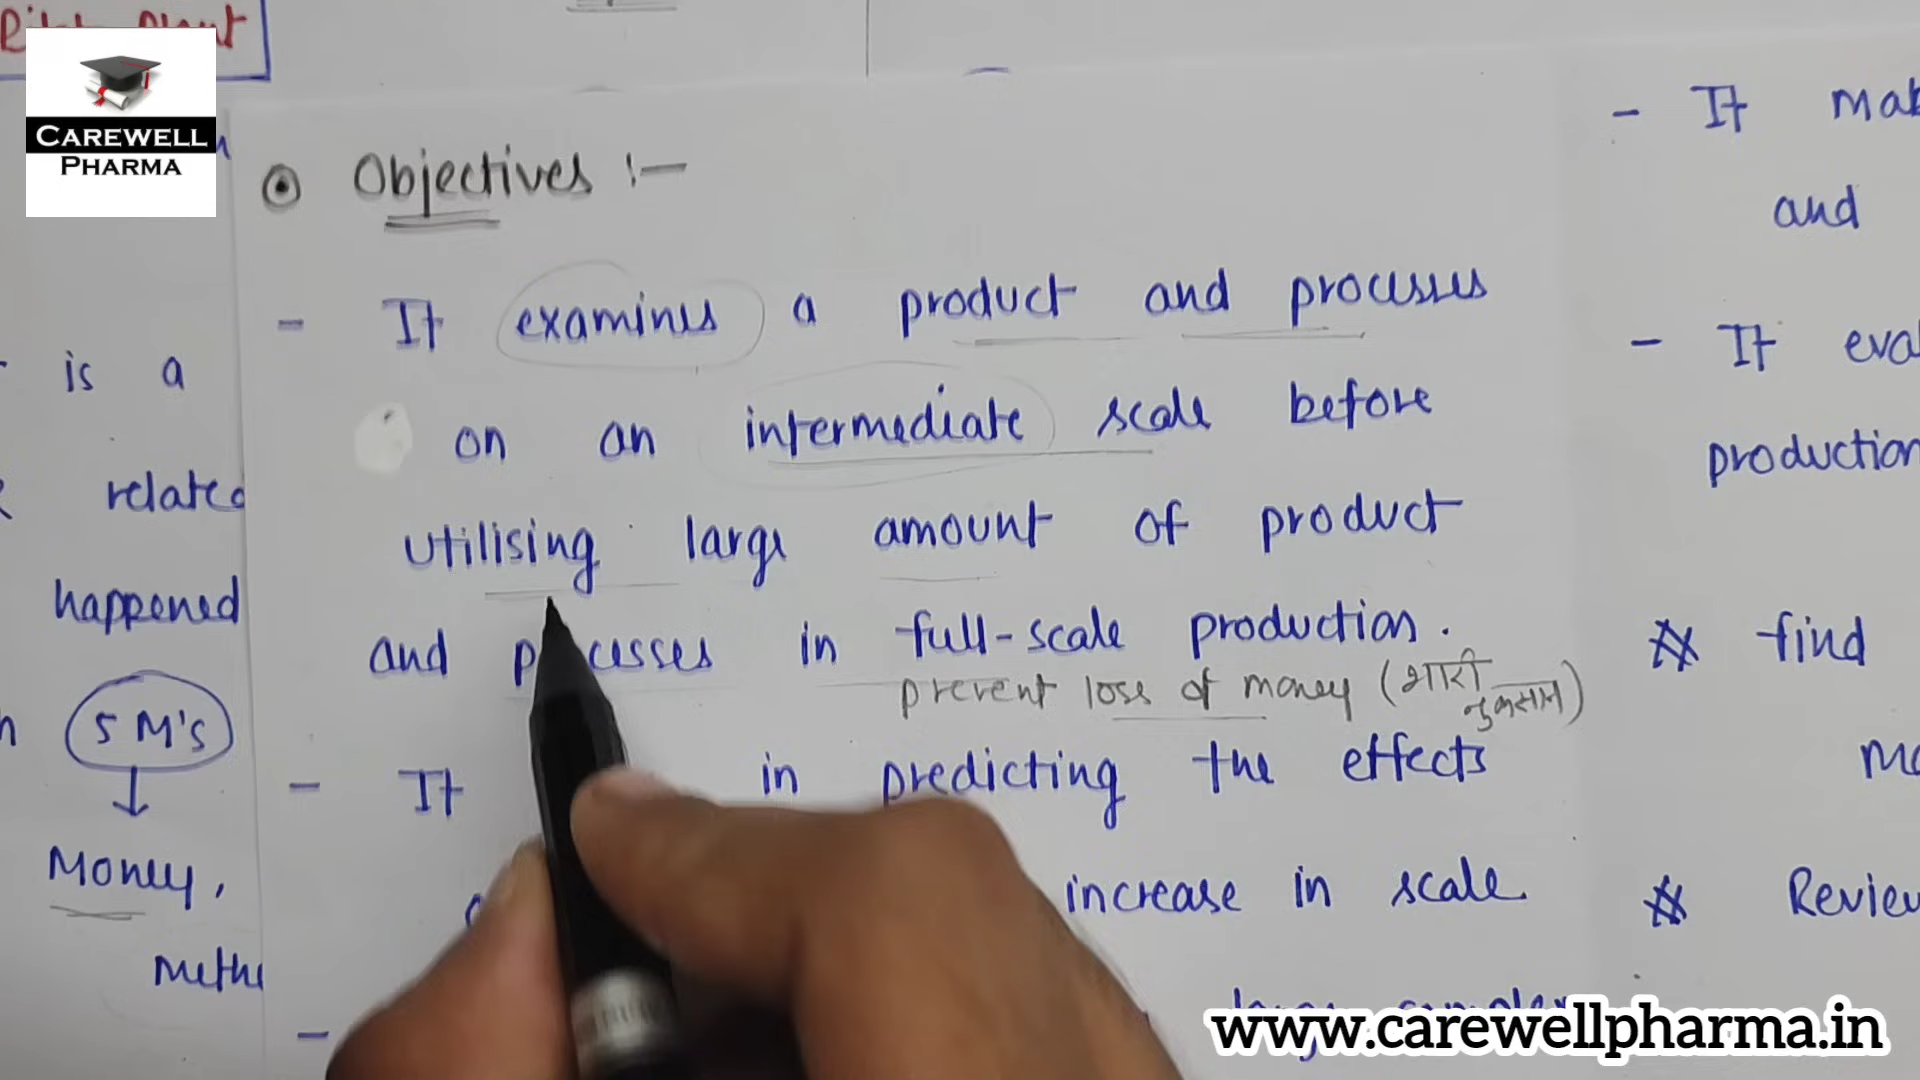 Pilot Plant
CAREWELL
PHARMA
is a
related
happened
5 M's
Money,
Objectives :-
- It examines a product and processes
on an intermediate scale before
utilising large amount of product
and processes in full-scale production.
prevent loss of money (भारी
नुकसान)
- It in predicting the effects
increase in scale
-
- It
and
- It
production
find
Review
www.carewellpharma.in